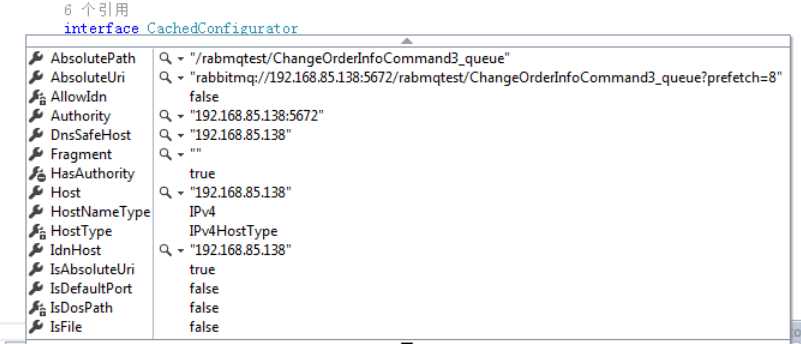 6 个引用
interface CachedConfigurator
AbsolutePath "/rabmqtest/ChangeOrderInfoCommand3_queue"
AbsoluteUri "rabbitmq://192.168.85.138:5672/rabmqtest/ChangeOrderInfoCommand3_queue?prefetch=8"
AllowIdn false
Authority "192.168.85.138:5672"
DnsSafeHost "192.168.85.138"
Fragment ""
HasAuthority true
Host "192.168.85.138"
HostNameType IPv4
HostType IPv4HostType
IdnHost "192.168.85.138"
IsAbsoluteUri true
IsDefaultPort false
IsDosPath false
IsFile false